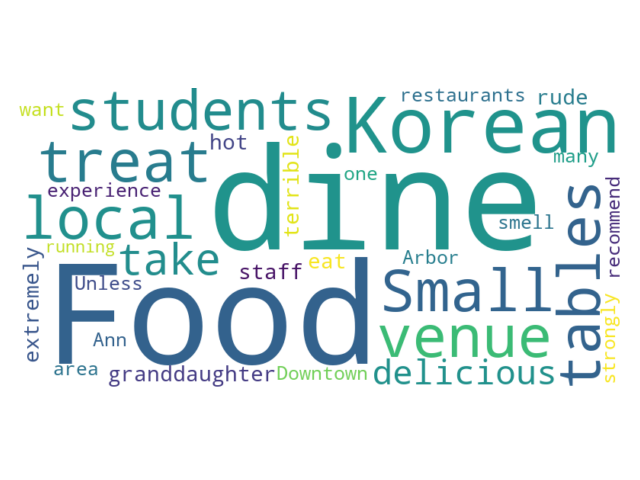 students
Korean
restaurants
rude
want
hot
treat
terrible
one
many
dine
experience
local
smell
tables
recommend
running
take
staff
eat
Arbor
extremely
Food
Unless
Small
Ann
venue
strongly
area
granddaughter
Downtown
delicious